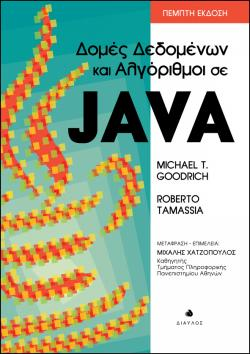 ΠΕΜΠΤΗ ΕΚΔΟΣΗ
Δομές Δεδομένων
και Αλγόριθμοι σε
JAVA
MICHAEL T.
GOODRICH
ROBERTO
TAMASSIA
ΜΕΤΑΦΡΑΣΗ - ΕΠΙΜΕΛΕΙΑ:
ΜΙΧΑΛΗΣ ΧΑΤΖΟΠΟΥΛΟΣ
Καθηγητής
Τμήματος Πληροφορικής
Πανεπιστημίου Αθηνών
ΔΙΑΥΛΟΣ